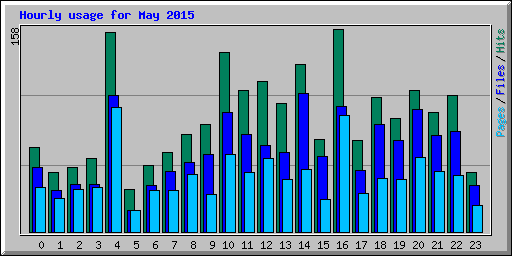 Hourly usage for May 2015
158
Pages/Files/Hits
0 1 2 3 4 5 6 7 8 9 10 11 12 13 14 15 16 17 18 19 20 21 22 23